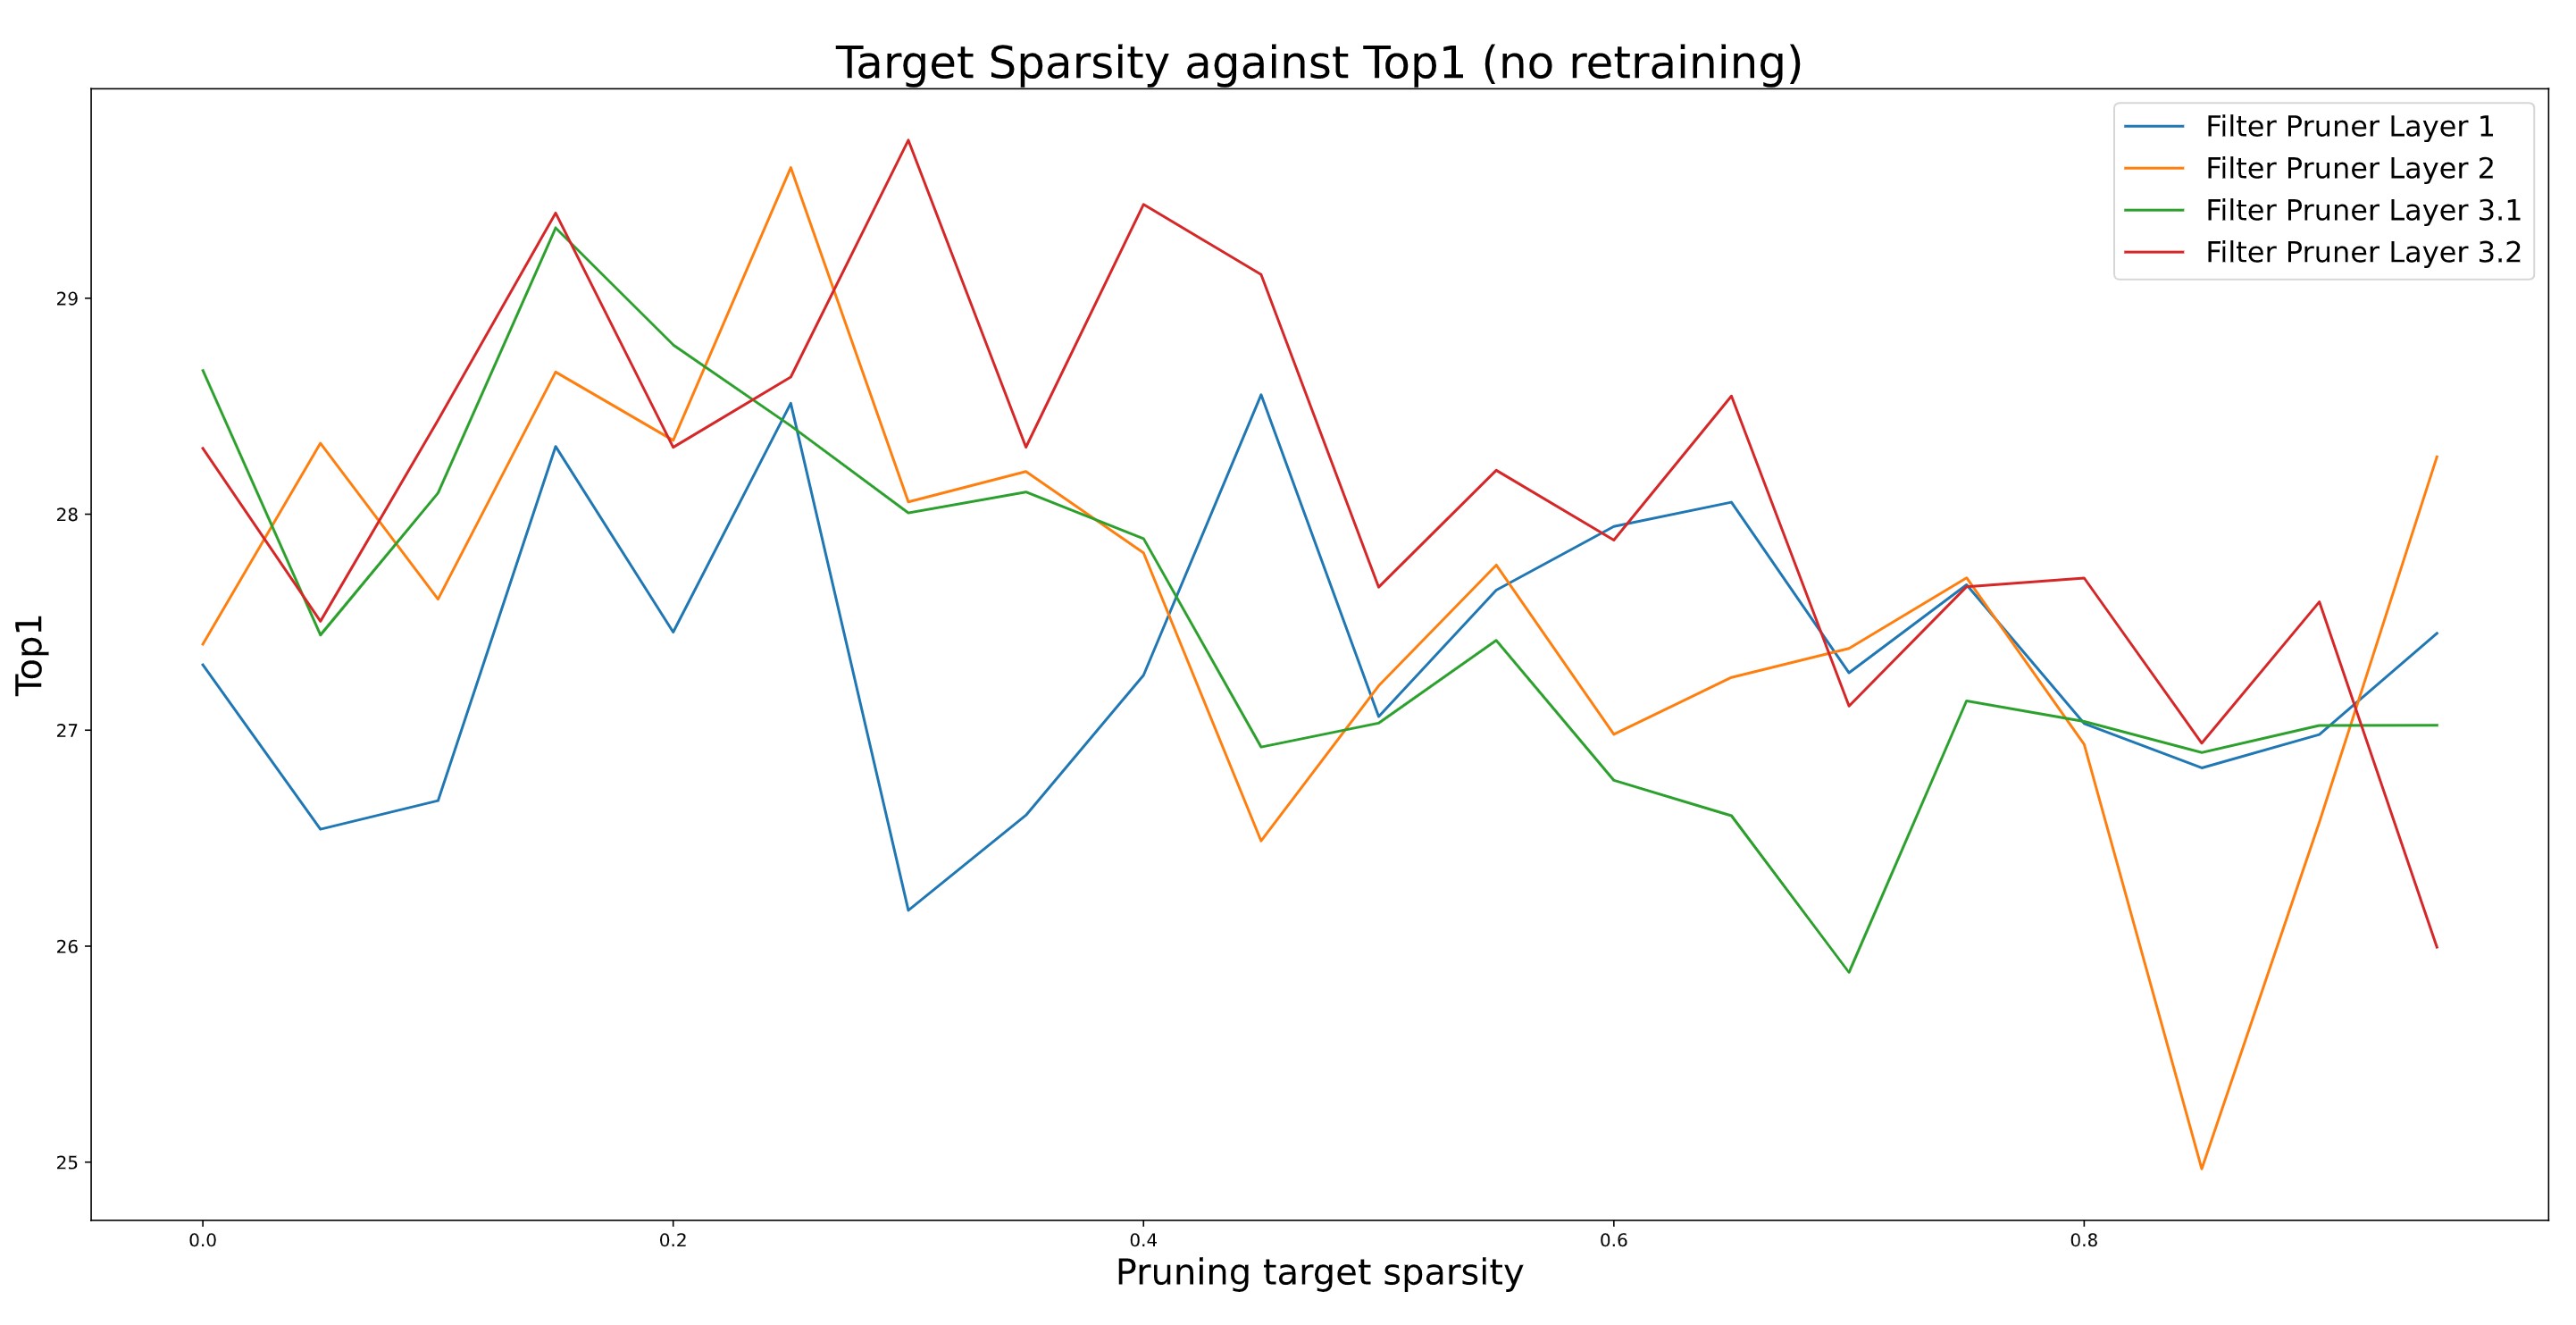 Target Sparsity against Top1 (no retraining)
Filter Pruner Layer 1
Filter Pruner Layer 2
Filter Pruner Layer 3.1
Filter Pruner Layer 3.2
Top1
29
28
27
26
25
0.0
0.2
0.4
0.6
0.8
Pruning target sparsity